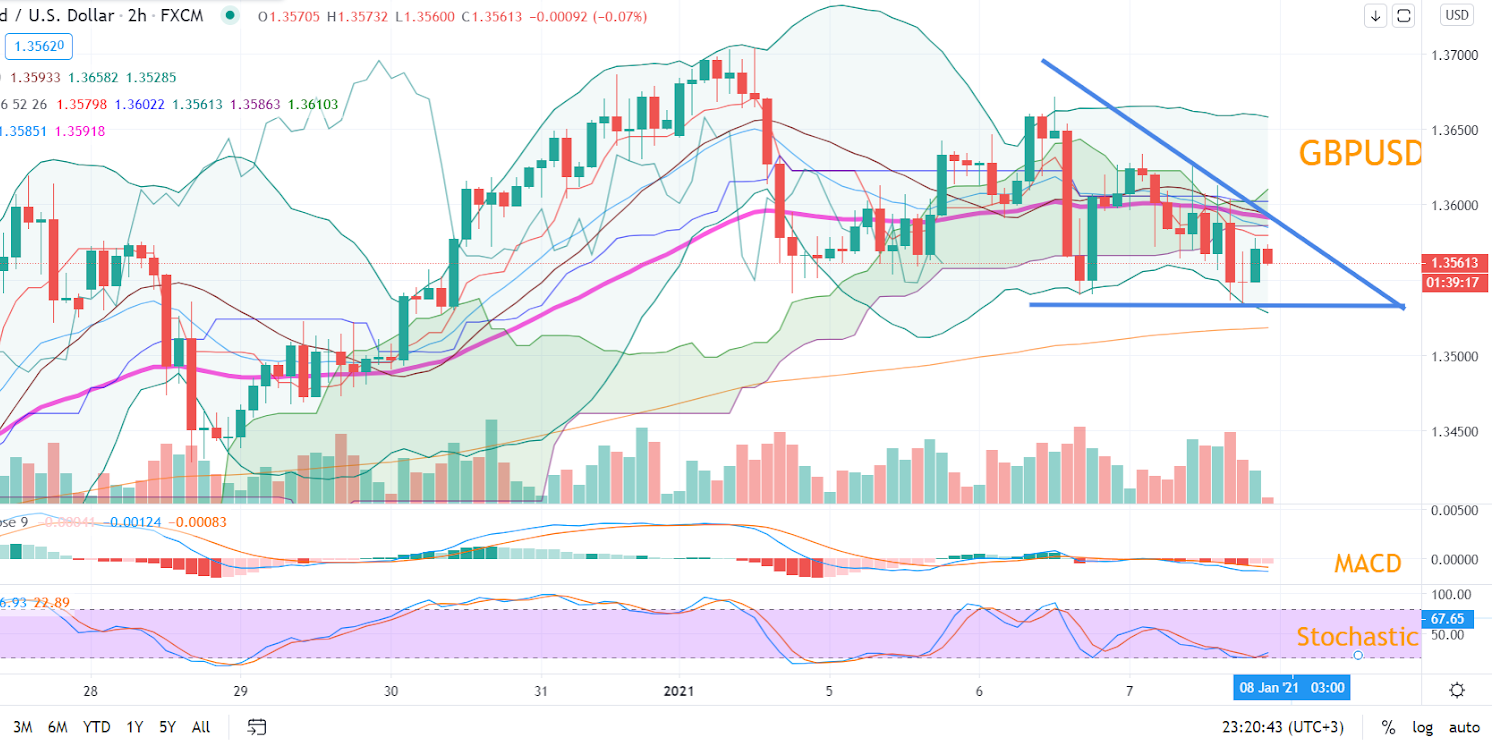 / U.S. Dollar · 2h · FXCM O1.35705 H1.35732 L1.35600 C1.35613 −0.00092 (−0.07%) USD
1.35620
1.35933 1.36582 1.35285
6 52 26 1.35798 1.36022 1.35613 1.35863 1.36103
1.35851 1.35918
1.37000
1.36500
GBPUSD
1.36000
1.35613
01:39:17
1.35000
1.34500
0.00500
9 −0.00041 −0.00124 −0.00083
0.00000
MACD
100.00
6.93 22.89
67.65
50.00
Stochastic
28 29 30 31 2021 5 6 7 08 Jan '21 03:00
3M 6M YTD 1Y 5Y All 23:20:43 (UTC+3) % log auto